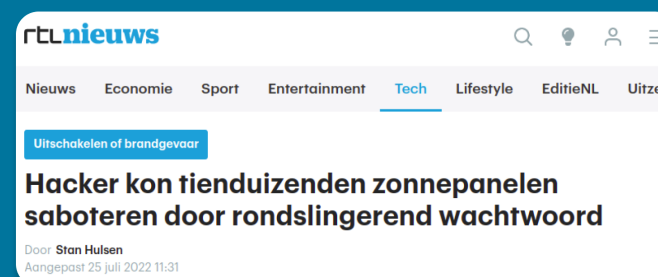 rtlnieuws
Nieuws Economie Sport Entertainment Tech Lifestyle EditieNL
Uitschakelen of brandgevaar
Hacker kon tienduizenden zonnepanelen
saboteren door rondslingerend wachtwoord
Door Stan Hulsen
Aangepast 25 juli 2022 11:31